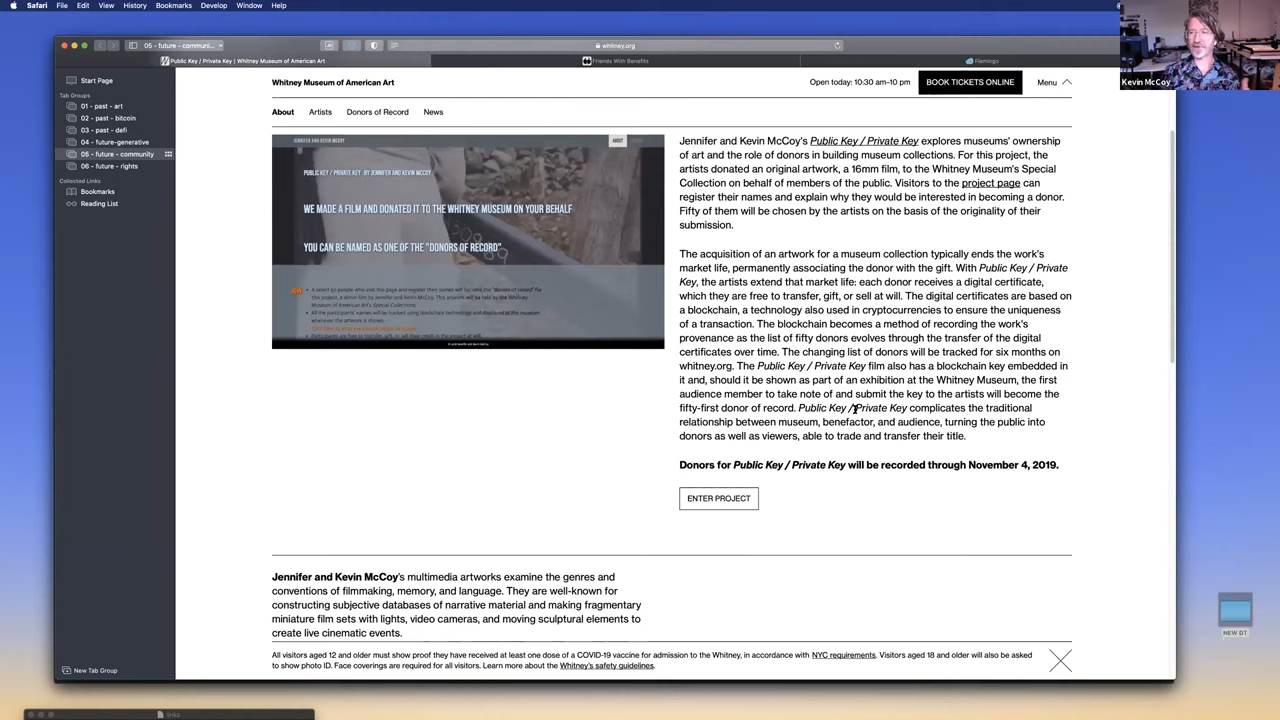 Safari File Edit View History Bookmarks Develop Window Help
05 - future - communi...
whitney.org
Public Key / Private Key | Whitney Museum of American Art
Friends With Benefits
Flamingo
Kevin McCoy
Start Page
Tab Groups
01 - past - art
02 - past - bitcoin
03 - past - defi
04 - future-generative
05 - future - community
06 - future - rights
Collected Links
Bookmarks
Reading List
New Tab Group
Whitney Museum of American Art
Open today: 10:30 am–10 pm
BOOK TICKETS ONLINE
Menu
About Artists Donors of Record News
JENNIFER AND KEVIN MCCOY
ABOUT
PUBLIC KEY / PRIVATE KEY . BY JENNIFER AND KEVIN MCCOY
WE MADE A FILM AND DONATED IT TO THE WHITNEY MUSEUM ON YOUR BEHALF
YOU CAN BE NAMED AS ONE OF THE "DONORS OF RECORD"
JOIN
Jennifer and Kevin McCoy's Public Key / Private Key explores museums' ownership
of art and the role of donors in building museum collections. For this project, the
artists donated an original artwork, a 16mm film, to the Whitney Museum's Special
Collection on behalf of members of the public. Visitors to the project page can
register their names and explain why they would be interested in becoming a donor.
Fifty of them will be chosen by the artists on the basis of the originality of their
submission.
The acquisition of an artwork for a museum collection typically ends the work's
market life, permanently associating the donor with the gift. With Public Key / Private
Key, the artists extend that market life: each donor receives a digital certificate,
which they are free to transfer, gift, or sell at will. The digital certificates are based on
a blockchain, a technology also used in cryptocurrencies to ensure the uniqueness
of a transaction. The blockchain becomes a method of recording the work's
provenance as the list of fifty donors evolves through the transfer of the digital
certificates over time. The changing list of donors will be tracked for six months on
whitney.org. The Public Key / Private Key film also has a blockchain key embedded in
it and, should it be shown as part of an exhibition at the Whitney Museum, the first
audience member to take note of and submit the key to the artists will become the
fifty-first donor of record. Public Key / Private Key complicates the traditional
relationship between museum, benefactor, and audience, turning the public into
donors as well as viewers, able to trade and transfer their title.
Donors for Public Key / Private Key will be recorded through November 4, 2019.
ENTER PROJECT
Jennifer and Kevin McCoy's multimedia artworks examine the genres and
conventions of filmmaking, memory, and language. They are well-known for
constructing subjective databases of narrative material and making fragmentary
miniature film sets with lights, video cameras, and moving sculptural elements to
create live cinematic events.
All visitors aged 12 and older must show proof they have received at least one dose of a COVID-19 vaccine for admission to the Whitney, in accordance with NYC requirements. Visitors aged 18 and older will also be asked
to show photo ID. Face coverings are required for all visitors. Learn more about the Whitney's safety guidelines.
NEW DT
links